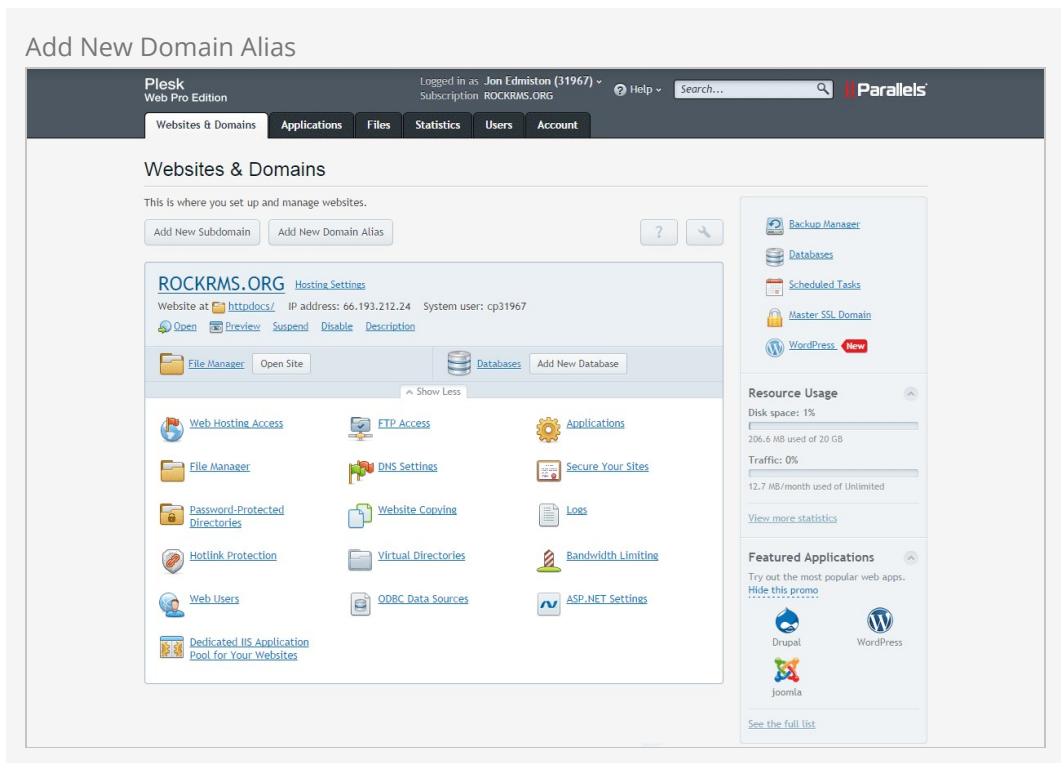 Add New Domain Alias
Plesk
Web Pro Edition
Logged in as Jon Edmiston (31967)
Subscription ROCKRMS.ORG
Help
Search...
Parallels
Websites & Domains
Applications
Files
Statistics
Users
Account
Websites & Domains
This is where you set up and manage websites.
Add New Subdomain
Add New Domain Alias
?
ROCKRMS.ORG Hosting Settings
Website at httpdocs/ IP address: 66.193.212.24 System user: cp31967
Open Preview Suspend Disable Description
File Manager Open Site
Databases Add New Database
Show Less
Web Hosting Access
FTP Access
Applications
File Manager
DNS Settings
Secure Your Sites
Password-Protected
Directories
Website Copying
Logs
Hotlink Protection
Virtual Directories
Bandwidth Limiting
Web Users
ODBC Data Sources
ASP.NET Settings
Dedicated IIS Application
Pool for Your Websites
Backup Manager
Databases
Scheduled Tasks
Master SSL Domain
WordPress New
Resource Usage
Disk space: 1%
206.6 MB used of 20 GB
Traffic: 0%
12.7 MB/month used of Unlimited
View more statistics
Featured Applications
Try out the most popular web apps.
Hide this promo
Drupal
WordPress
joomla
See the full list